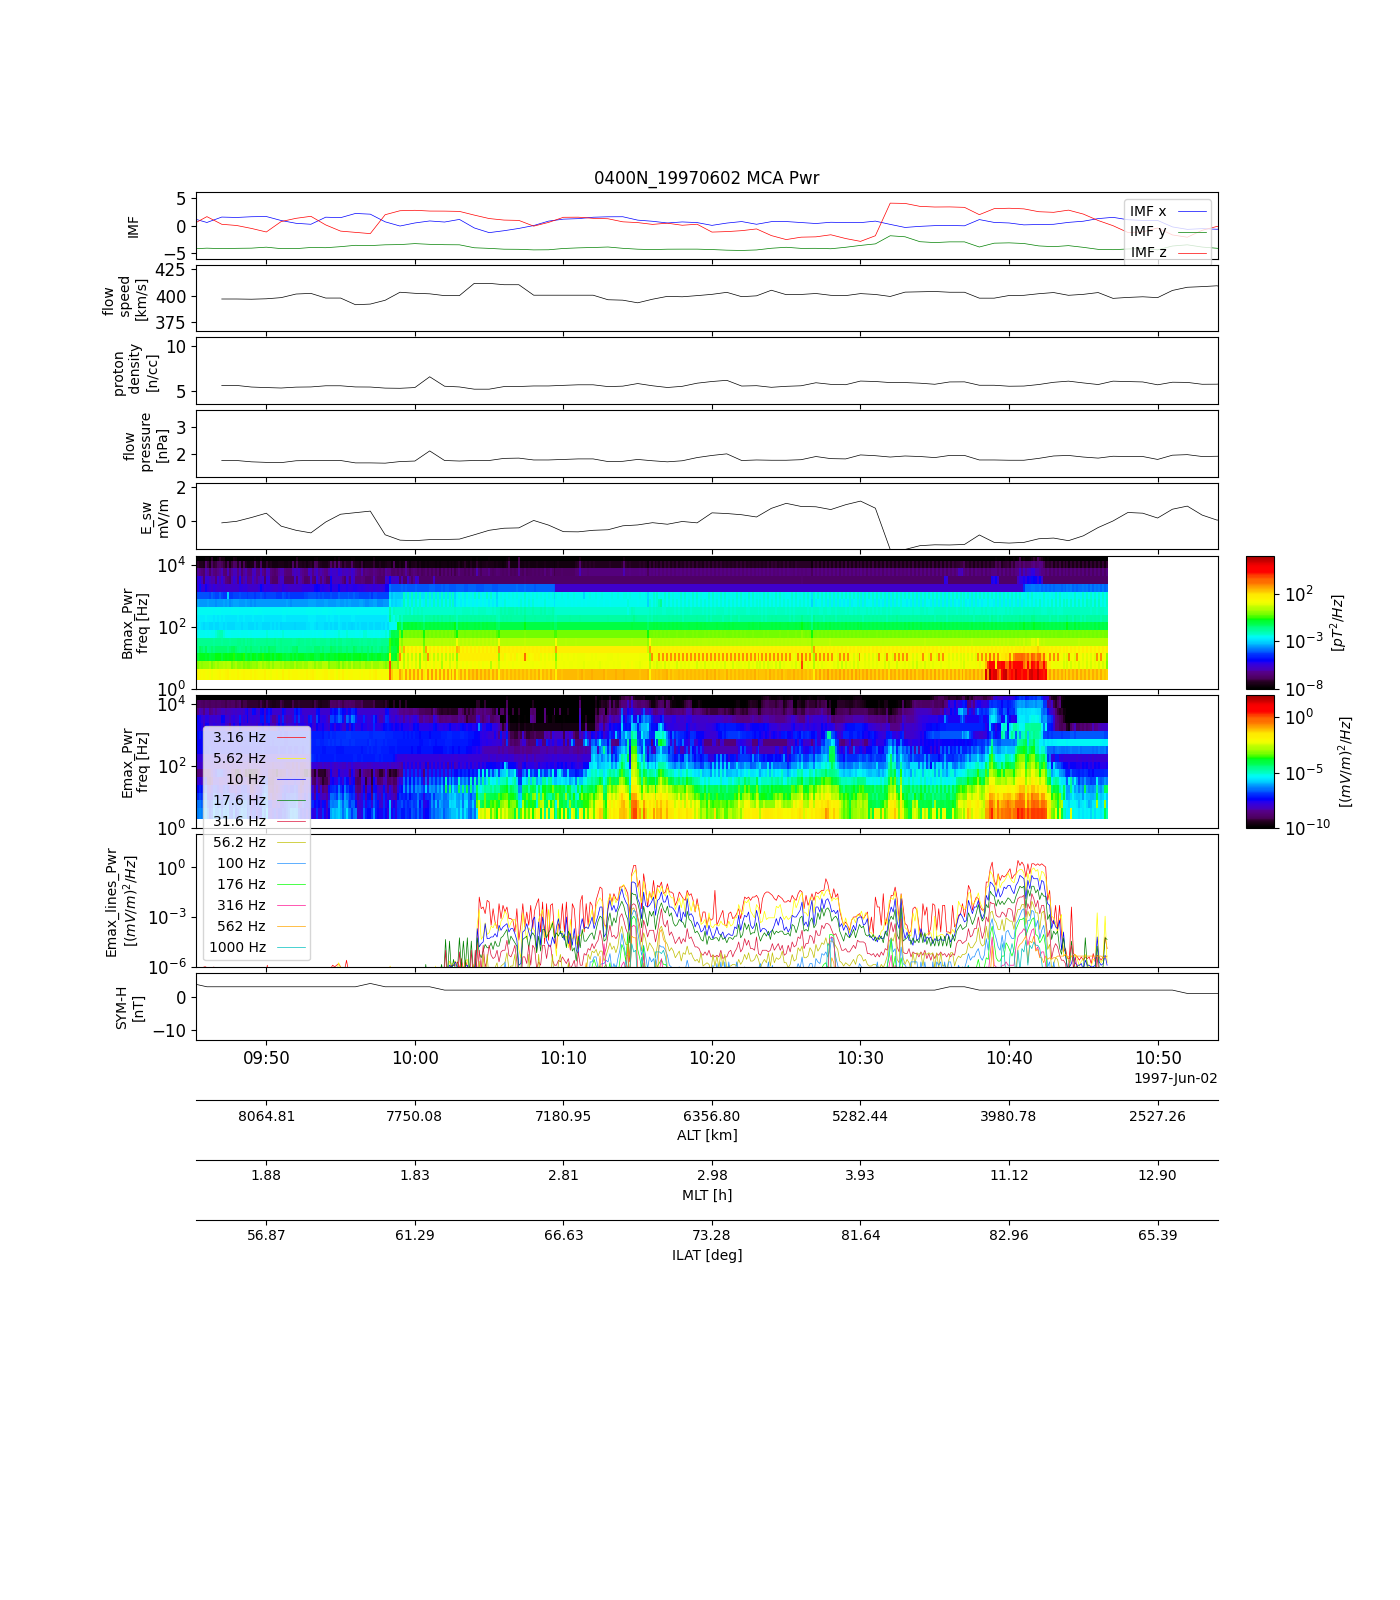 0400N_19970602 MCA Pwr
IMF
5
0
−5
IMF x
IMF y
IMF z
flow
speed
[km/s]
425
400
375
proton
density
[n/cc]
10
5
flow
pressure
[nPa]
3
2
E_sw
mV/m
2
0
Bmax_Pwr
freq [Hz]
10^4
10^2
10^0
10^2
10^−3
10^−8
[pT^2/Hz]
Emax_Pwr
freq [Hz]
10^4
10^2
10^0
10^0
10^−5
10^−10
[(mV/m)^2/Hz]
3.16 Hz
5.62 Hz
10 Hz
17.6 Hz
31.6 Hz
56.2 Hz
100 Hz
176 Hz
316 Hz
562 Hz
1000 Hz
Emax_lines_Pwr
[(mV/m)^2/Hz]
10^0
10^−3
10^−6
SYM-H
[nT]
0
−10
09:50 10:00 10:10 10:20 10:30 10:40 10:50
1997-Jun-02
8064.81 7750.08 7180.95 6356.80 5282.44 3980.78 2527.26
ALT [km]
1.88 1.83 2.81 2.98 3.93 11.12 12.90
MLT [h]
56.87 61.29 66.63 73.28 81.64 82.96 65.39
ILAT [deg]